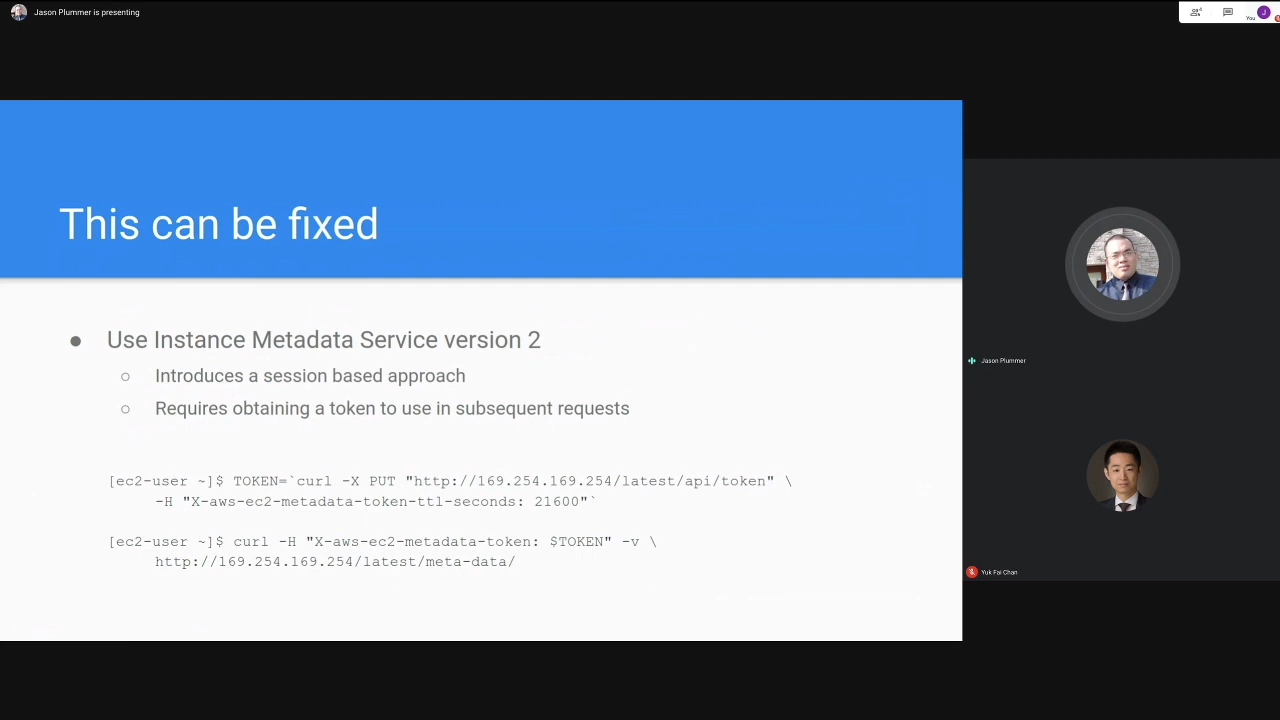 Jason Plummer is presenting
4
You
J
This can be fixed
● Use Instance Metadata Service version 2
○ Introduces a session based approach
○ Requires obtaining a token to use in subsequent requests
[ec2-user ~]$ TOKEN=`curl -X PUT "http://169.254.169.254/latest/api/token" \
-H "X-aws-ec2-metadata-token-ttl-seconds: 21600"`
[ec2-user ~]$ curl -H "X-aws-ec2-metadata-token: $TOKEN" -v \
http://169.254.169.254/latest/meta-data/
Jason Plummer
Yuk Fai Chan